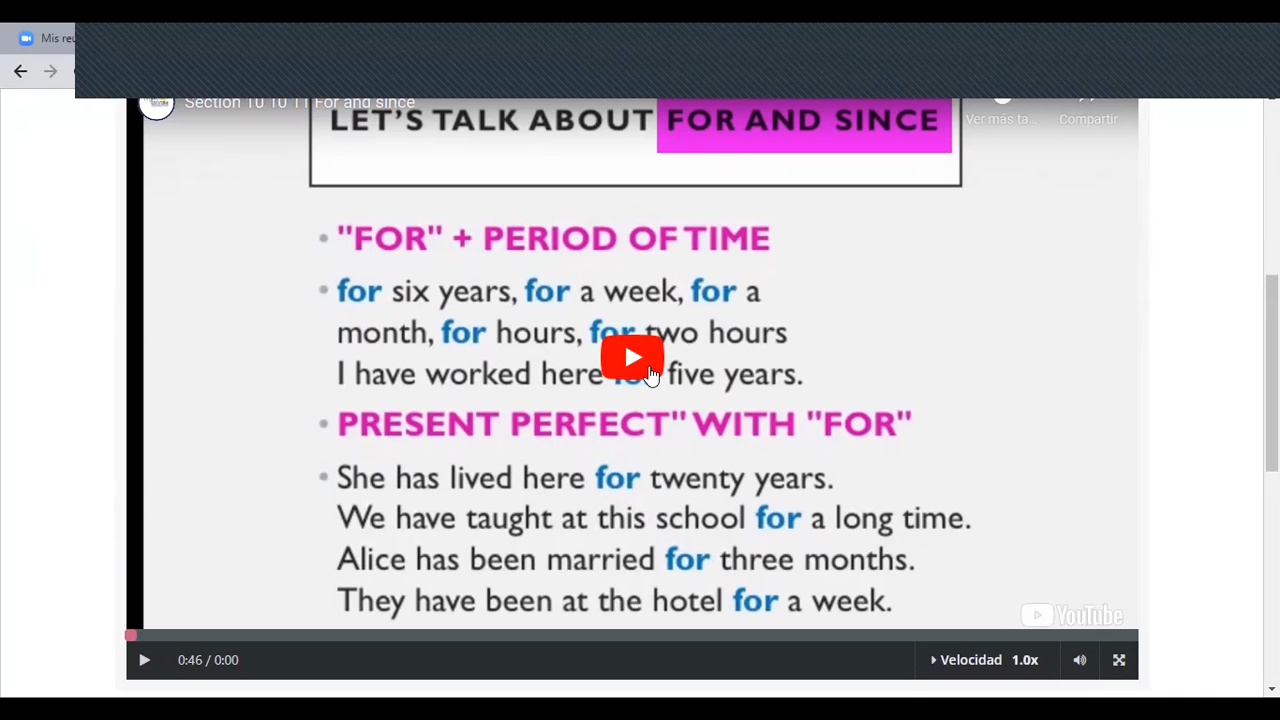 Mis reu
Section 10 10 11 For and since
LET'S TALK ABOUT FOR AND SINCE
Ver más ta...
Compartir
• "FOR" + PERIOD OF TIME
• for six years, for a week, for a
month, for hours, for two hours
I have worked here for five years.
• PRESENT PERFECT" WITH "FOR"
• She has lived here for twenty years.
We have taught at this school for a long time.
Alice has been married for three months.
They have been at the hotel for a week.
YouTube
0:46 / 0:00
Velocidad 1.0x